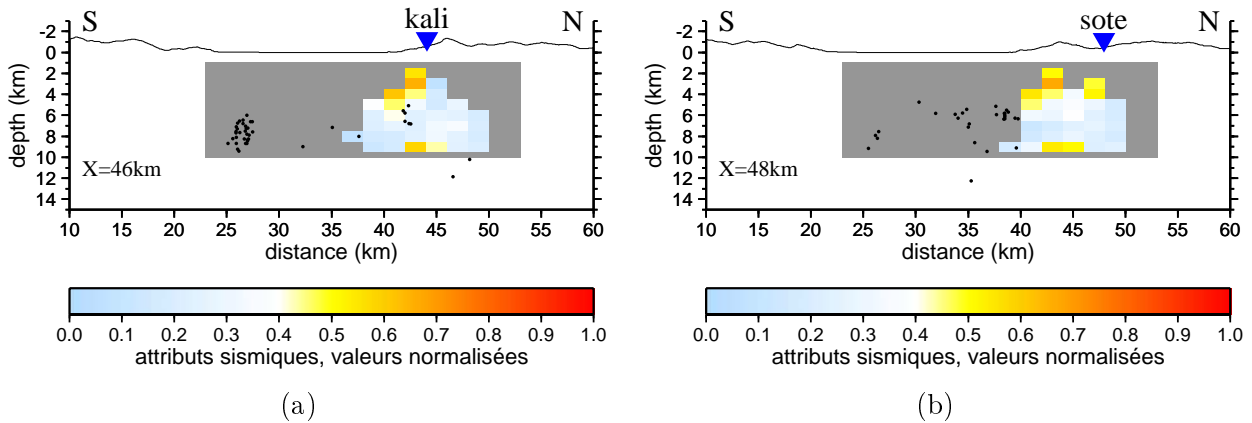 S kali N
-2
0
2
4
6
8
10
12
14
depth (km)
X=46km
10 15 20 25 30 35 40 45 50 55 60
distance (km)
0.0 0.1 0.2 0.3 0.4 0.5 0.6 0.7 0.8 0.9 1.0
attributs sismiques, valeurs normalisées
(a)
S sote N
-2
0
2
4
6
8
10
12
14
depth (km)
X=48km
10 15 20 25 30 35 40 45 50 55 60
distance (km)
0.0 0.1 0.2 0.3 0.4 0.5 0.6 0.7 0.8 0.9 1.0
attributs sismiques, valeurs normalisées
(b)